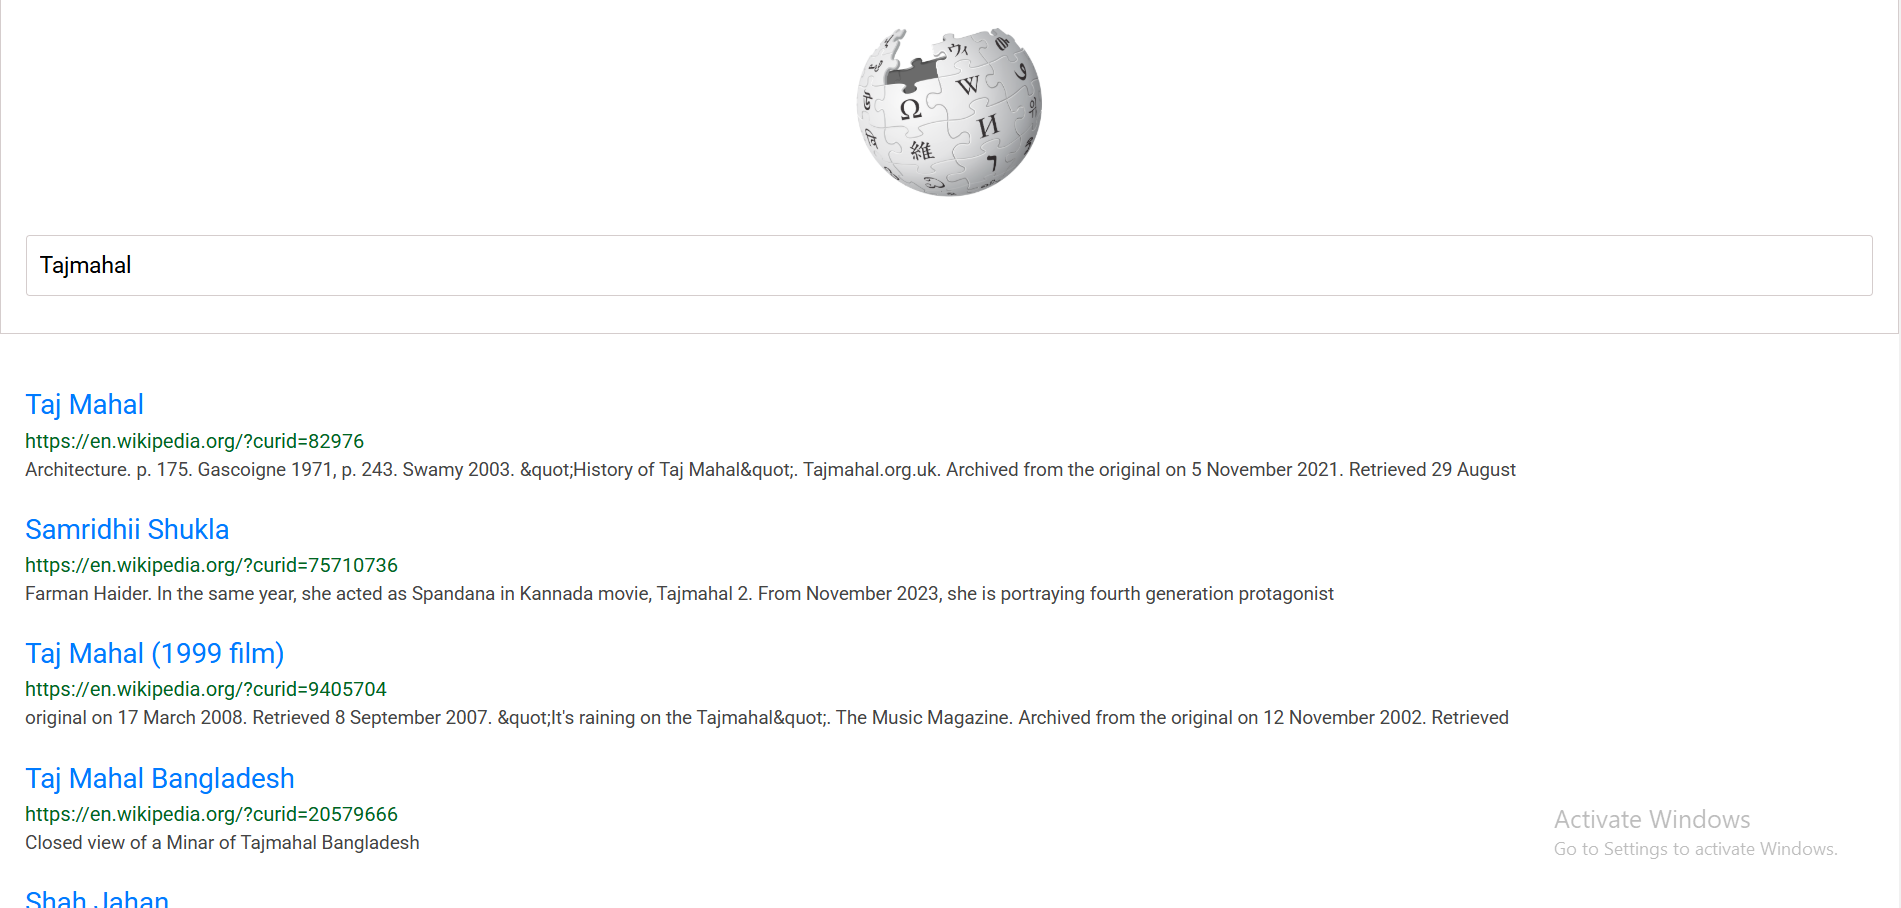 ウィ
W
Ω
И
維
Tajmahal
Taj Mahal
https://en.wikipedia.org/?curid=82976
Architecture. p. 175. Gascoigne 1971, p. 243. Swamy 2003. &quot;History of Taj Mahal&quot;. Tajmahal.org.uk. Archived from the original on 5 November 2021. Retrieved 29 August
Samridhii Shukla
https://en.wikipedia.org/?curid=75710736
Farman Haider. In the same year, she acted as Spandana in Kannada movie, Tajmahal 2. From November 2023, she is portraying fourth generation protagonist
Taj Mahal (1999 film)
https://en.wikipedia.org/?curid=9405704
original on 17 March 2008. Retrieved 8 September 2007. &quot;It's raining on the Tajmahal&quot;. The Music Magazine. Archived from the original on 12 November 2002. Retrieved
Taj Mahal Bangladesh
https://en.wikipedia.org/?curid=20579666
Closed view of a Minar of Tajmahal Bangladesh
Activate Windows
Go to Settings to activate Windows.
Shah Jahan